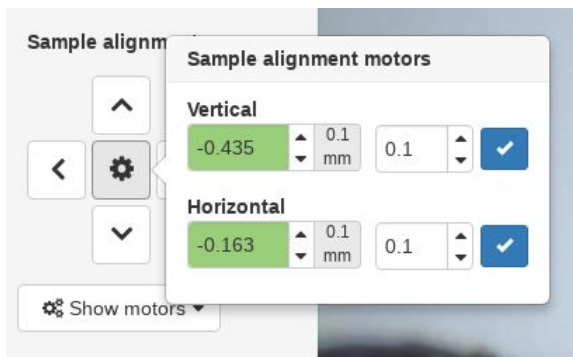 Sample alignm
Sample alignment motors
Vertical
-0.435 0.1 mm 0.1
Horizontal
-0.163 0.1 mm 0.1
Show motors